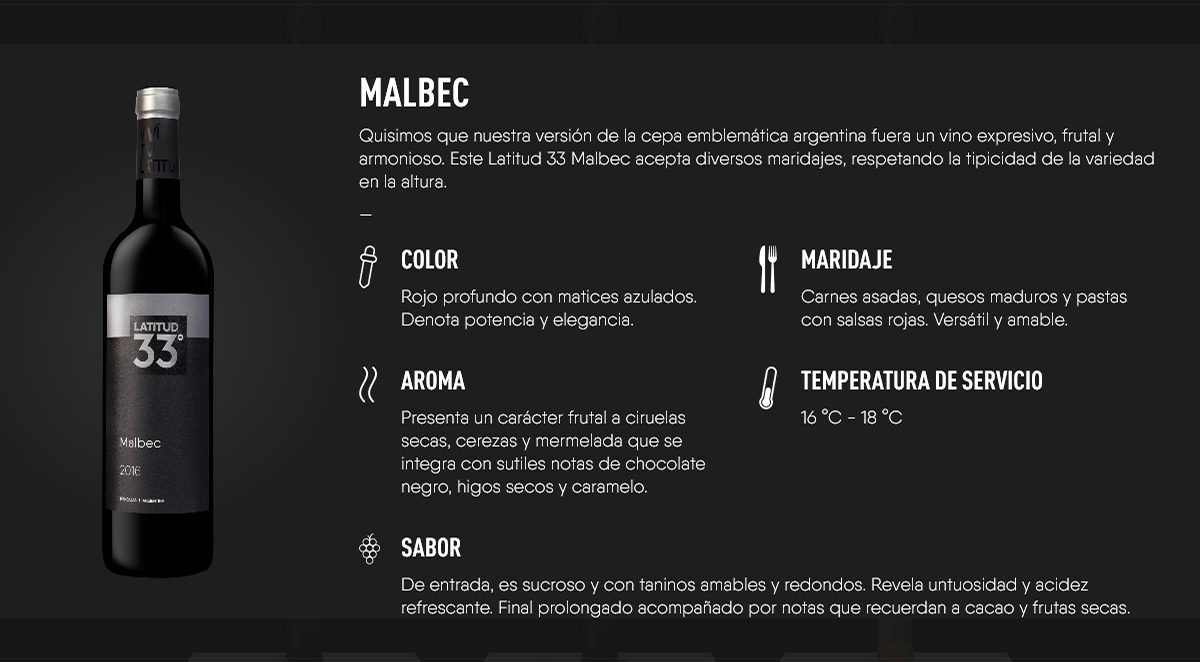 MALBEC
Quisimos que nuestra versión de la cepa emblemática argentina fuera un vino expresivo, frutal y
armonioso. Este Latitud 33 Malbec acepta diversos maridajes, respetando la tipicidad de la variedad
en la altura.
–
COLOR
Rojo profundo con matices azulados.
Denota potencia y elegancia.
MARIDAJE
Carnes asadas, quesos maduros y pastas
con salsas rojas. Versátil y amable.
AROMA
Presenta un carácter frutal a ciruelas
secas, cerezas y mermelada que se
integra con sutiles notas de chocolate
negro, higos secos y caramelo.
TEMPERATURA DE SERVICIO
16 °C - 18 °C
SABOR
De entrada, es sucroso y con taninos amables y redondos. Revela untuosidad y acidez
refrescante. Final prolongado acompañado por notas que recuerdan a cacao y frutas secas.
LATITUD
33°
Malbec
2016